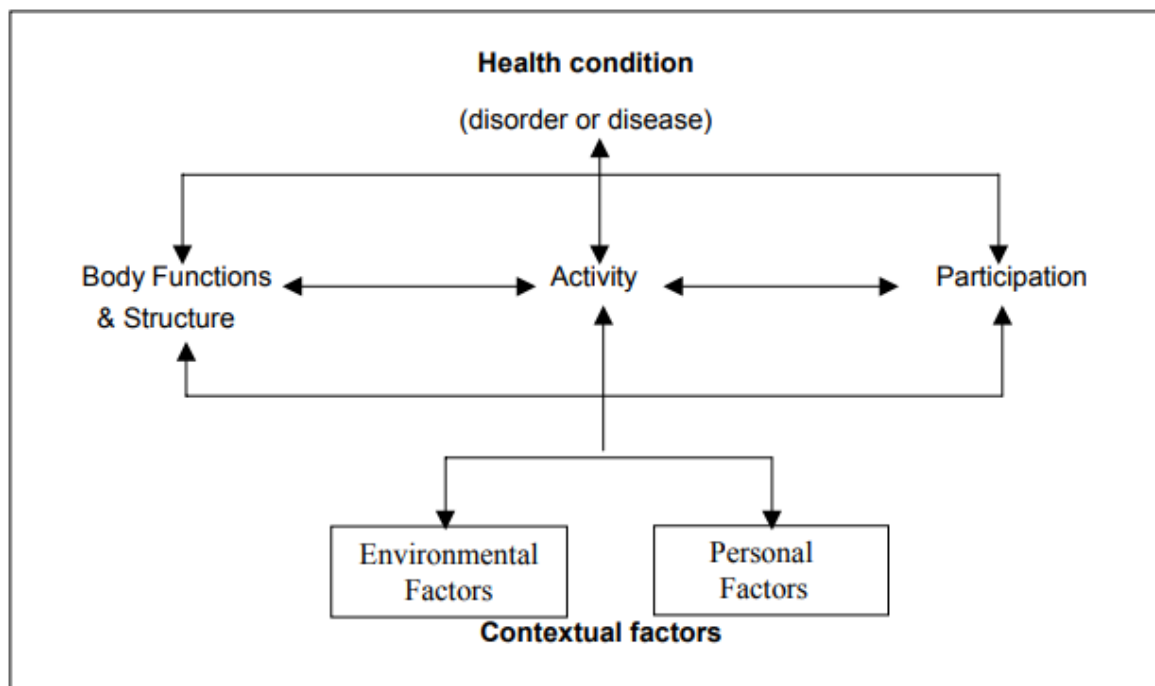 Health condition
(disorder or disease)
Body Functions
& Structure
Activity
Participation
Environmental
Factors
Personal
Factors
Contextual factors